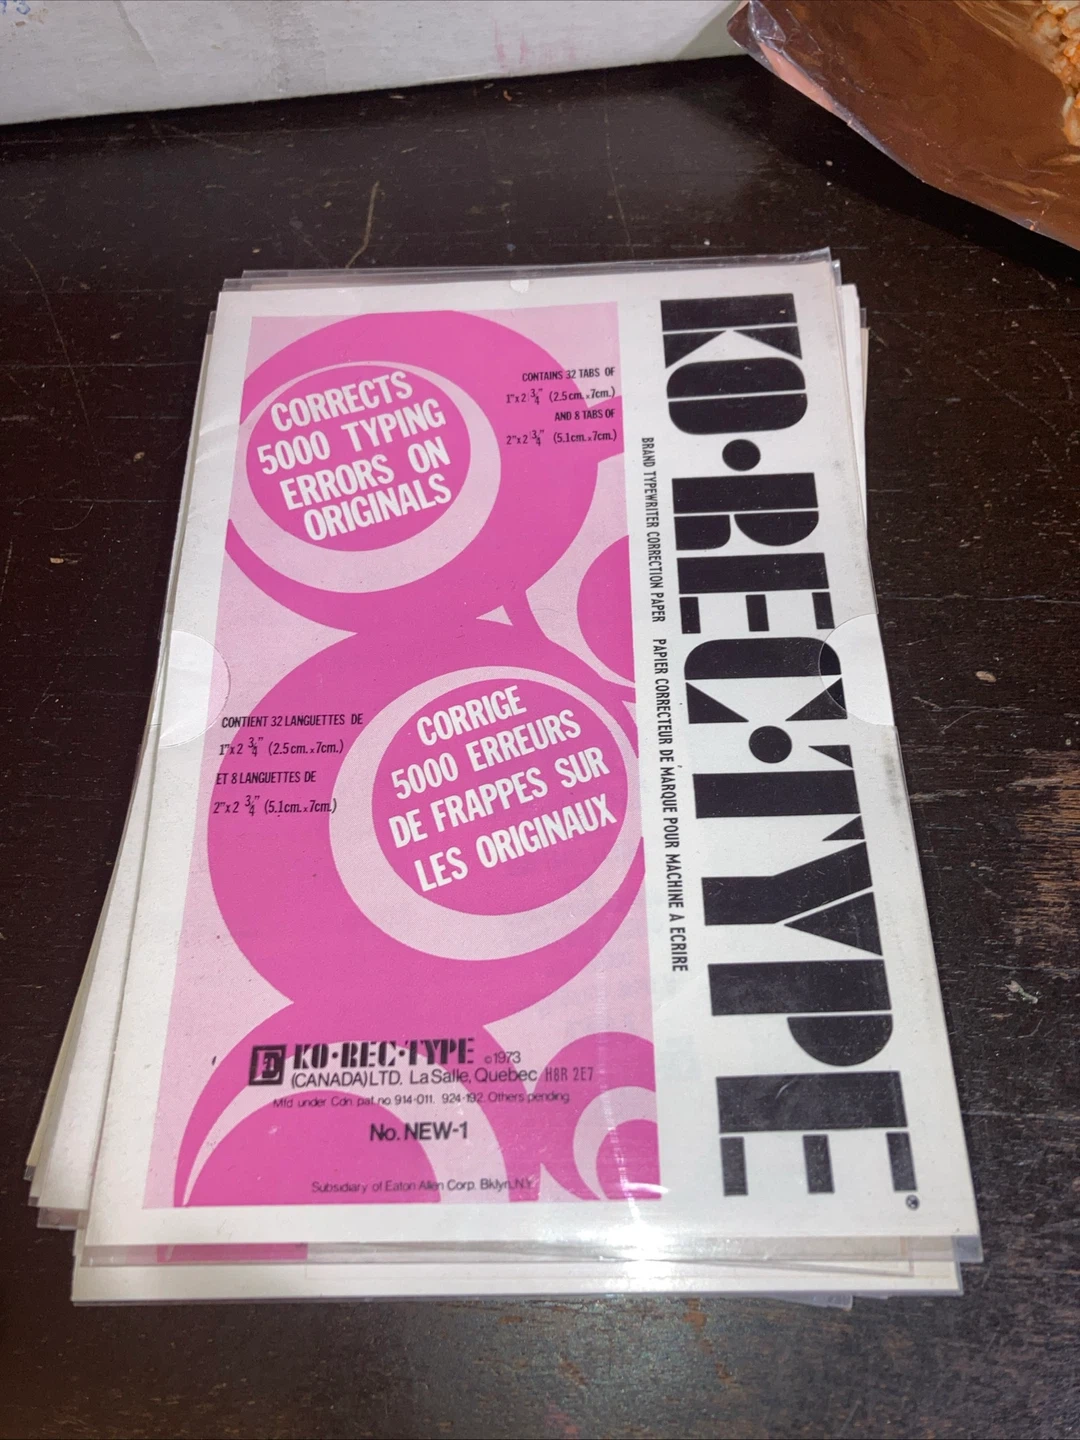 CORRECTS
5000 TYPING
ERRORS ON
ORIGINALS
CONTAINS 32 TABS OF
1"x2 3/4" (2.5cm.x7cm.)
AND 8 TABS OF
2"x2 3/4" (5.1cm.x7cm.)
CONTIENT 32 LANGUETTES DE
1"x2 3/4" (2.5cm.x7cm.)
ET 8 LANGUETTES DE
2"x2 3/4" (5.1cm.x7cm.)
CORRIGE
5000 ERREURS
DE FRAPPES SUR
LES ORIGINAUX
KO•REC•TYPE ©1973
(CANADA) LTD. LaSalle, Quebec H8R 2E7
Mfd under Cdn. pat. no 914-011. 924-192. Others pending
No. NEW-1
Subsidiary of Eaton Allen Corp. Bklyn, N.Y.
BRAND TYPEWRITER CORRECTION PAPER PAPIER CORRECTEUR DE MARQUE POUR MACHINE A ECRIRE
KO•REC•TYPE®